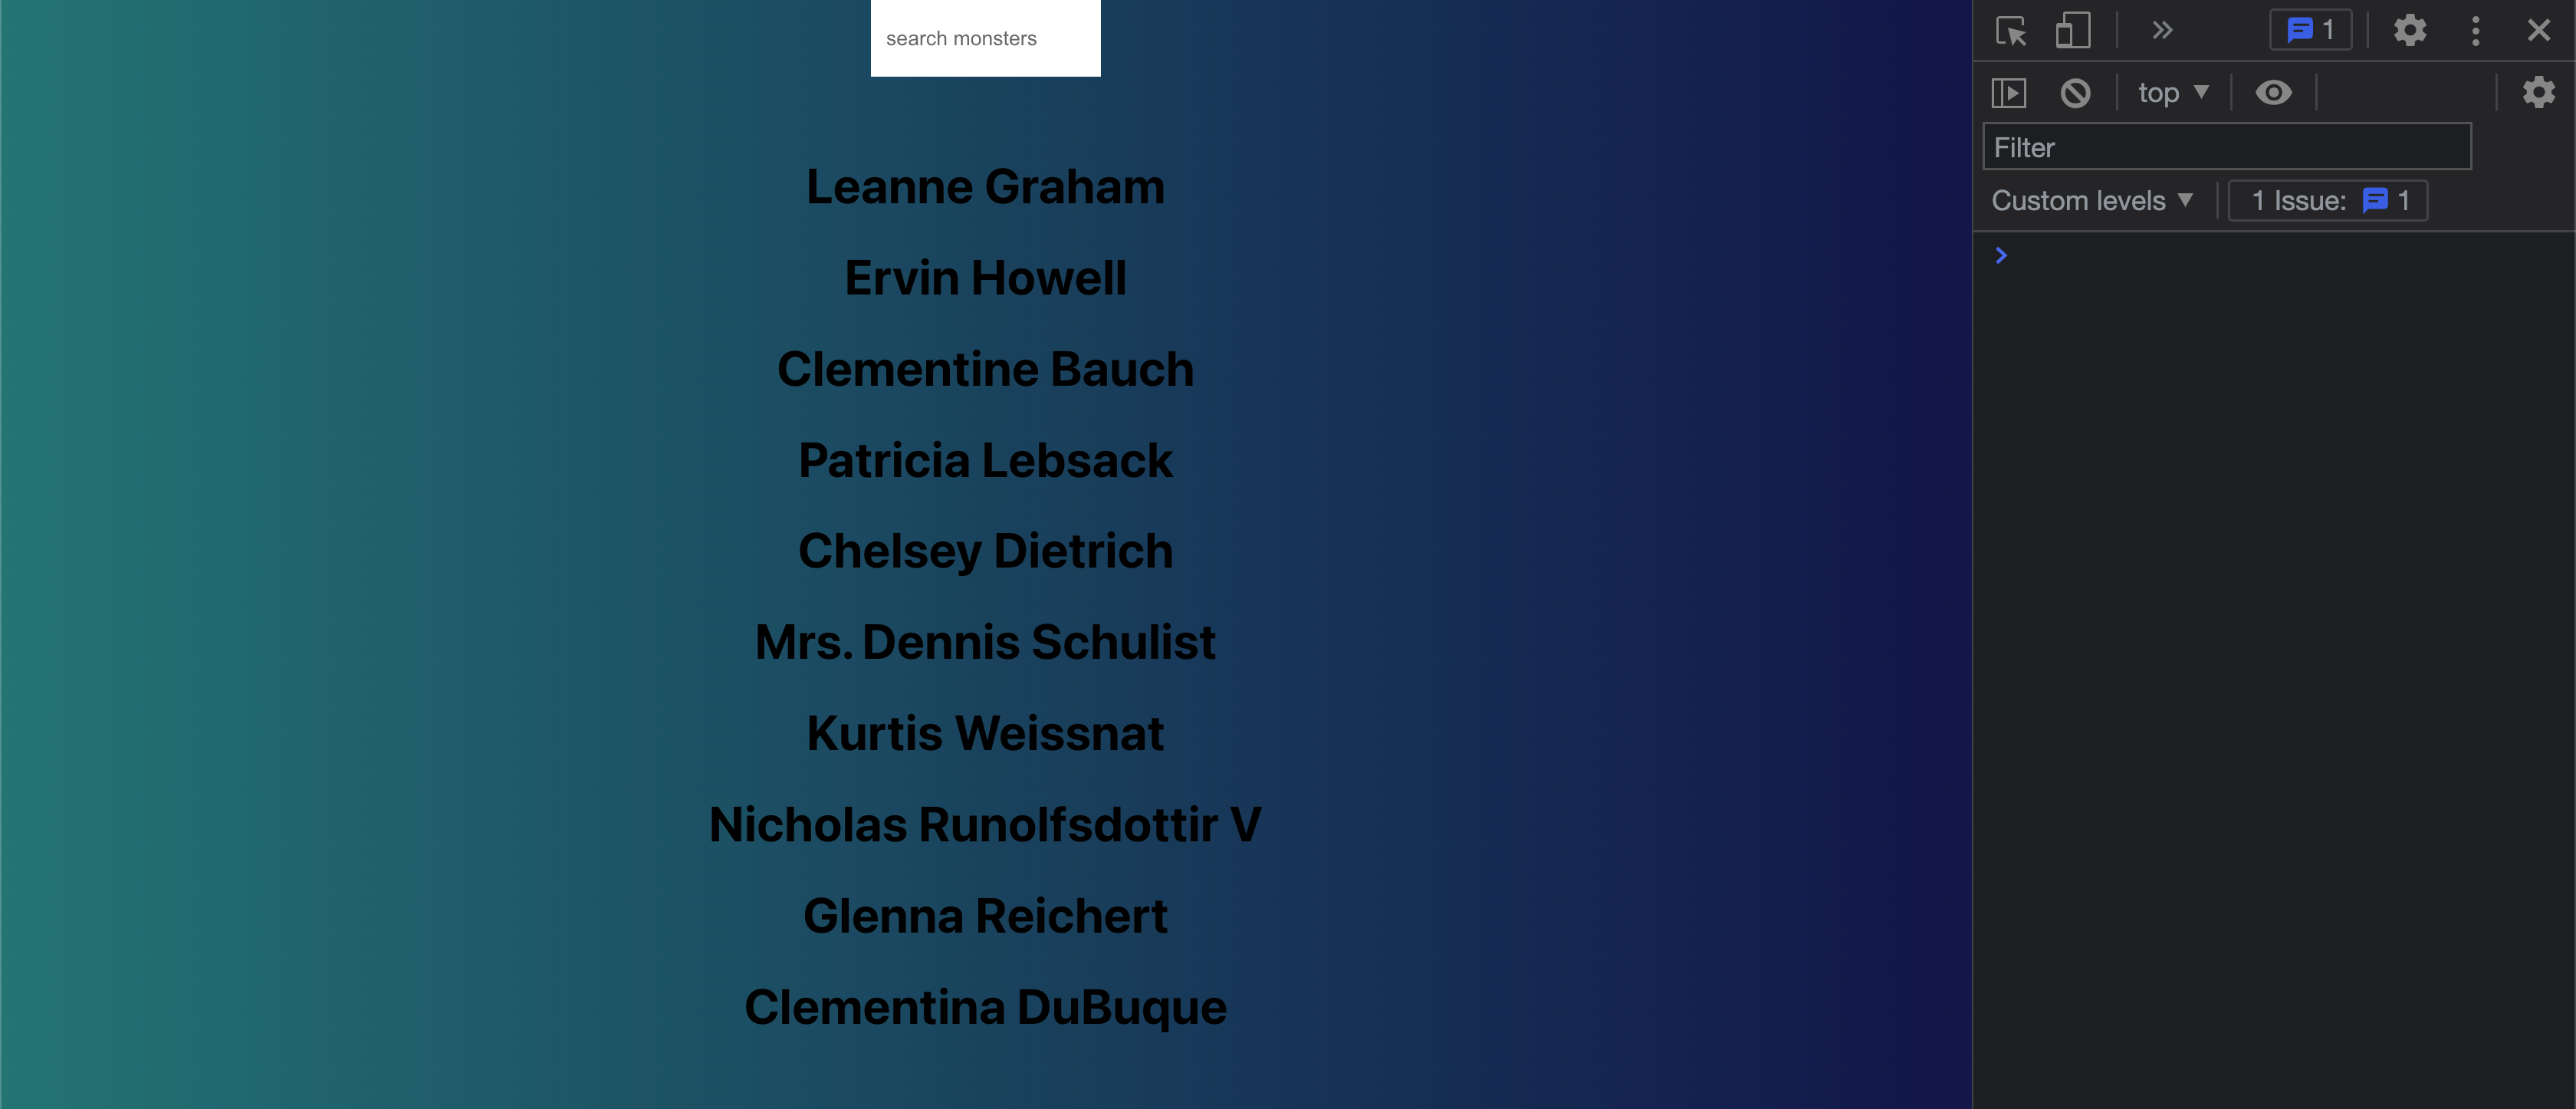 search monsters
Leanne Graham
Ervin Howell
Clementine Bauch
Patricia Lebsack
Chelsey Dietrich
Mrs. Dennis Schulist
Kurtis Weissnat
Nicholas Runolfsdottir V
Glenna Reichert
Clementina DuBuque
1
top
Filter
Custom levels
1 Issue: 1